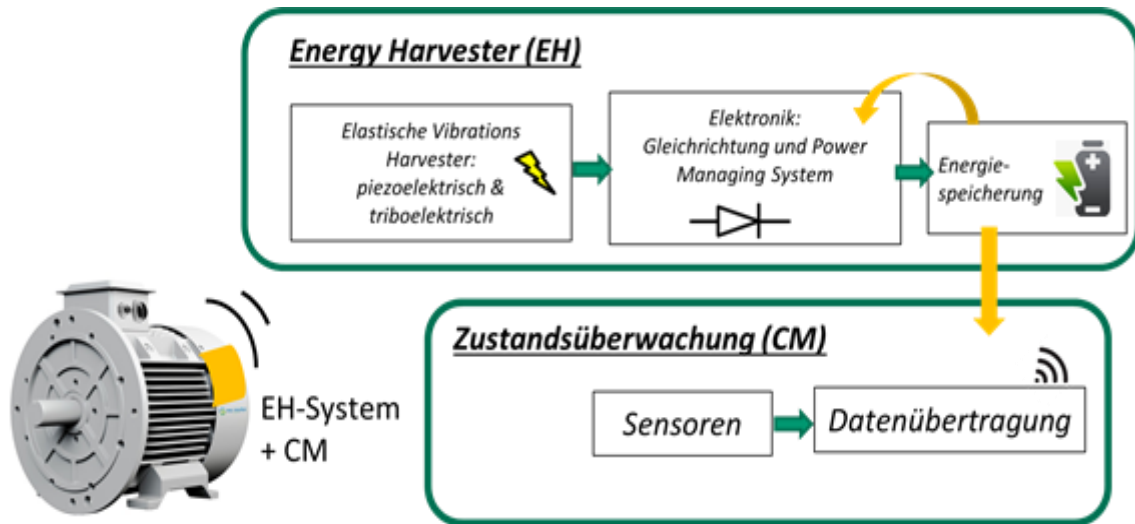 Energy Harvester (EH)
Elastische Vibrations
Harvester:
piezoelektrisch &
triboelektrisch
Elektronik:
Gleichrichtung und Power
Managing System
Energie-
speicherung
Zustandsüberwachung (CM)
Sensoren
Datenübertragung
EH-System
+ CM